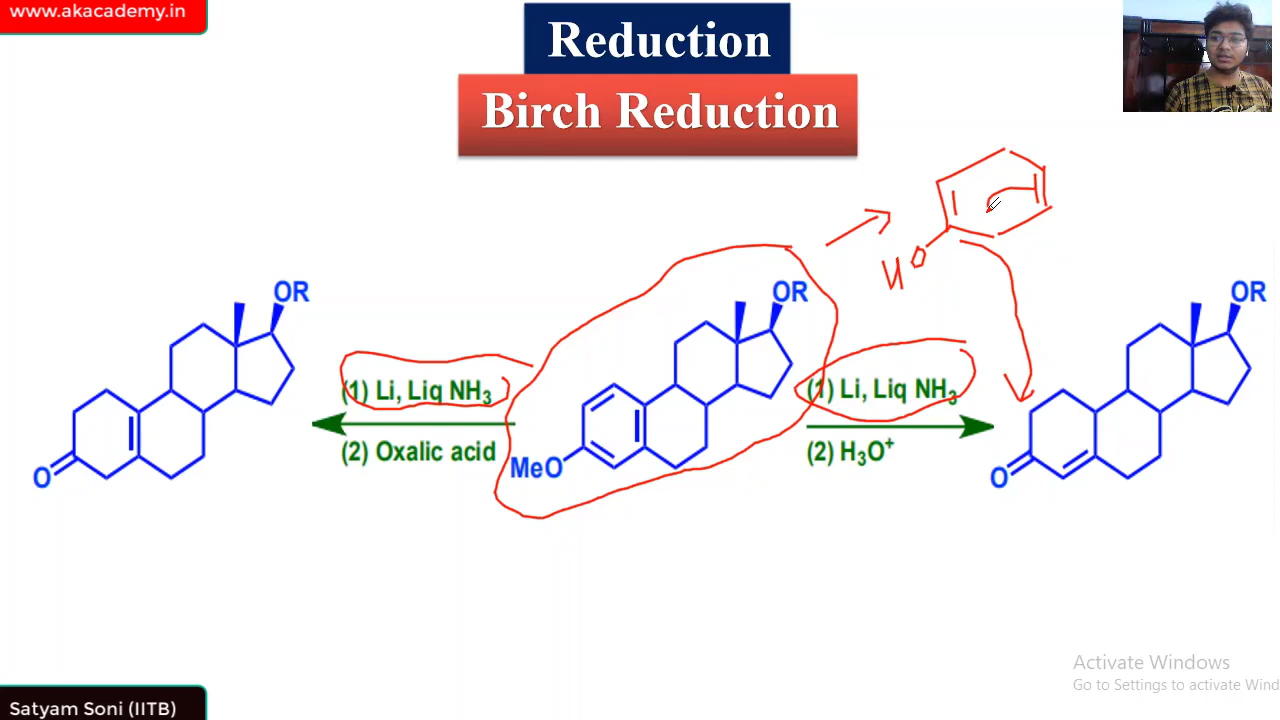 www.akacademy.in
Reduction
Birch Reduction
HO
OR
OR
OR
(1) Li, Liq NH₃
(1) Li, Liq NH₃
(2) Oxalic acid
(2) H₃O⁺
O
MeO
O
Activate Windows
Go to Settings to activate Wind
Satyam Soni (IITB)